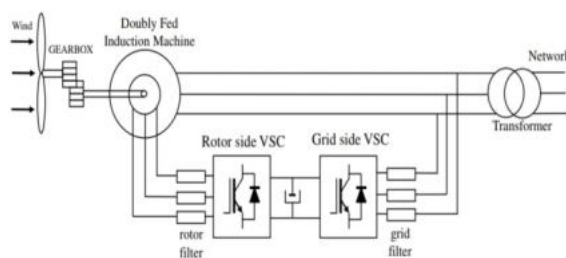 Doubly Fed
Induction Machine
Wind
GEARBOX
Network
Transformer
Rotor side VSC
Grid side VSC
rotor
filter
grid
filter